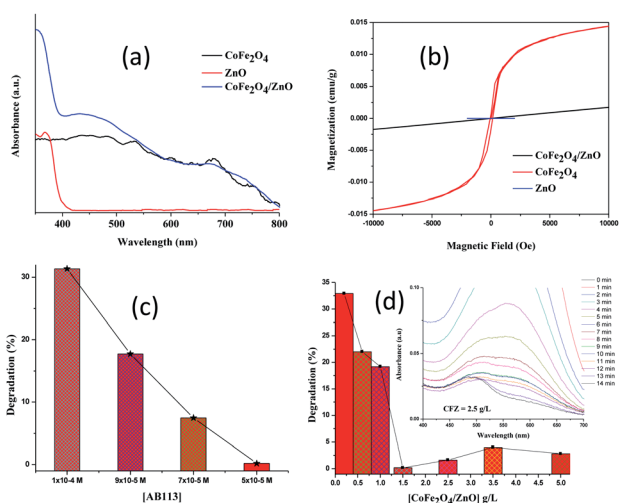 (a)
CoFe2O4
ZnO
CoFe2O4/ZnO
Absorbance (a.u.)
400 500 600 700 800
Wavelength (nm)
(b)
0.015
0.010
0.005
0.000
-0.005
-0.010
-0.015
Magnetization (emu/g)
CoFe2O4/ZnO
CoFe2O4
ZnO
-10000 -5000 0 5000 10000
Magnetic Field (Oe)
(c)
30
20
10
0
Degradation (%)
1x10-4 M 9x10-5 M 7x10-5 M 5x10-5 M
[AB113]
(d)
35
30
25
20
15
10
5
0
Degradation (%)
0.0 0.5 1.0 1.5 2.0 2.5 3.0 3.5 4.0 4.5 5.0
[CoFe2O4/ZnO] g/L
0.10
0.05
0.00
Absorbance (a.u)
CFZ = 2.5 g/L
400 450 500 550 600 650 700
Wavelength (nm)
0 min
1 min
2 min
3 min
4 min
5 min
6 min
7 min
8 min
9 min
10 min
11 min
12 min
13 min
14 min